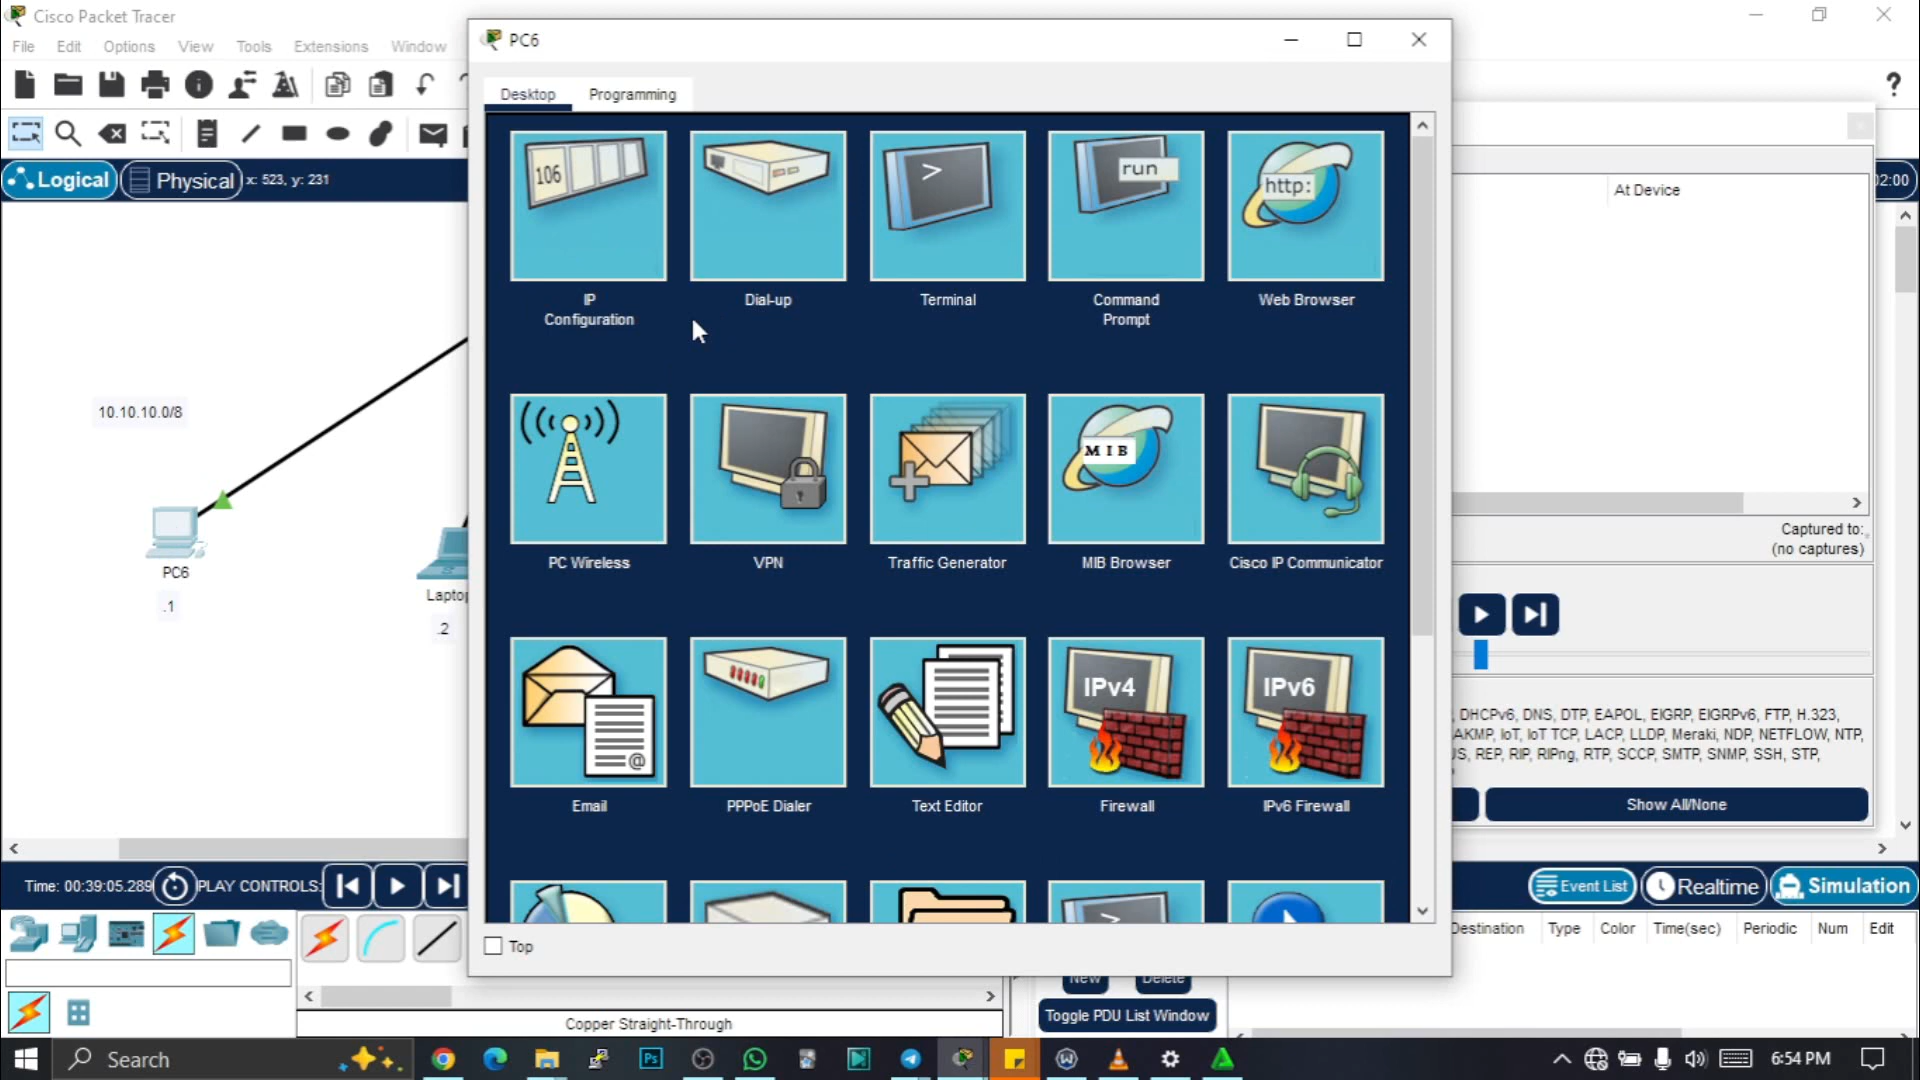 Cisco Packet Tracer
File Edit Options View Tools Extensions Window
PC6
Desktop Programming
Logical
Physical
x: 523, y: 231
02:00
At Device
106
run
http:
IP
Configuration
Dial-up
Terminal
Command
Prompt
Web Browser
10.10.10.0/8
PC6
.1
.2
MIB
PC Wireless
VPN
Traffic Generator
MIB Browser
Cisco IP Communicator
Captured to:
(no captures)
IPv4
IPv6
Email
PPPoE Dialer
Text Editor
Firewall
IPv6 Firewall
DHCPv6, DNS, DTP, EAPOL, EIGRP, EIGRPv6, FTP, H.323,
IoT, IoT TCP, LACP, LLDP, Meraki, NDP, NETFLOW, NTP,
REP, RIP, RIPng, RTP, SCCP, SMTP, SNMP, SSH, STP,
Show All/None
Time: 00:39:05.289
PLAY CONTROLS:
Event List
Realtime
Simulation
Destination Type Color Time(sec) Periodic Num Edit
Top
New
Delete
Toggle PDU List Window
Copper Straight-Through
Search
Ps
6:54 PM